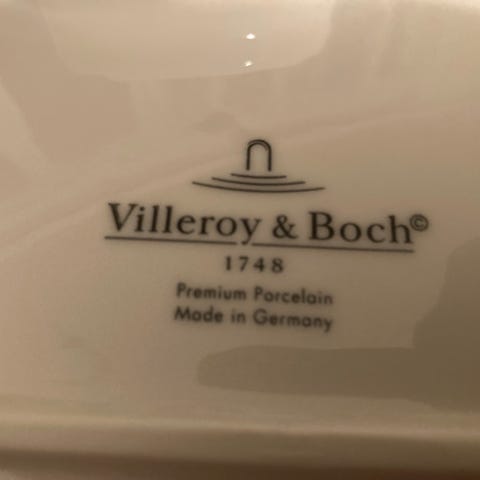 Villeroy & Boch©
1748
Premium Porcelain
Made in Germany